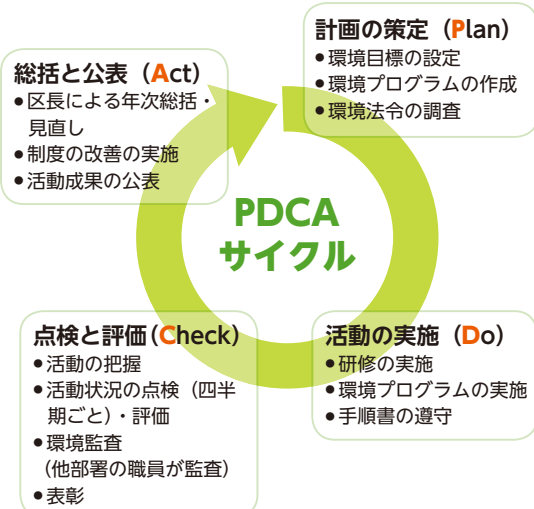 計画の策定（Plan）
●環境目標の設定
●環境プログラムの作成
●環境法令の調査
総括と公表（Act）
●区長による年次総括・
見直し
●制度の改善の実施
●活動成果の公表
PDCA
サイクル
点検と評価（Check）
●活動の把握
●活動状況の点検（四半
期ごと）・評価
●環境監査
（他部署の職員が監査）
●表彰
活動の実施（Do）
●研修の実施
●環境プログラムの実施
●手順書の遵守